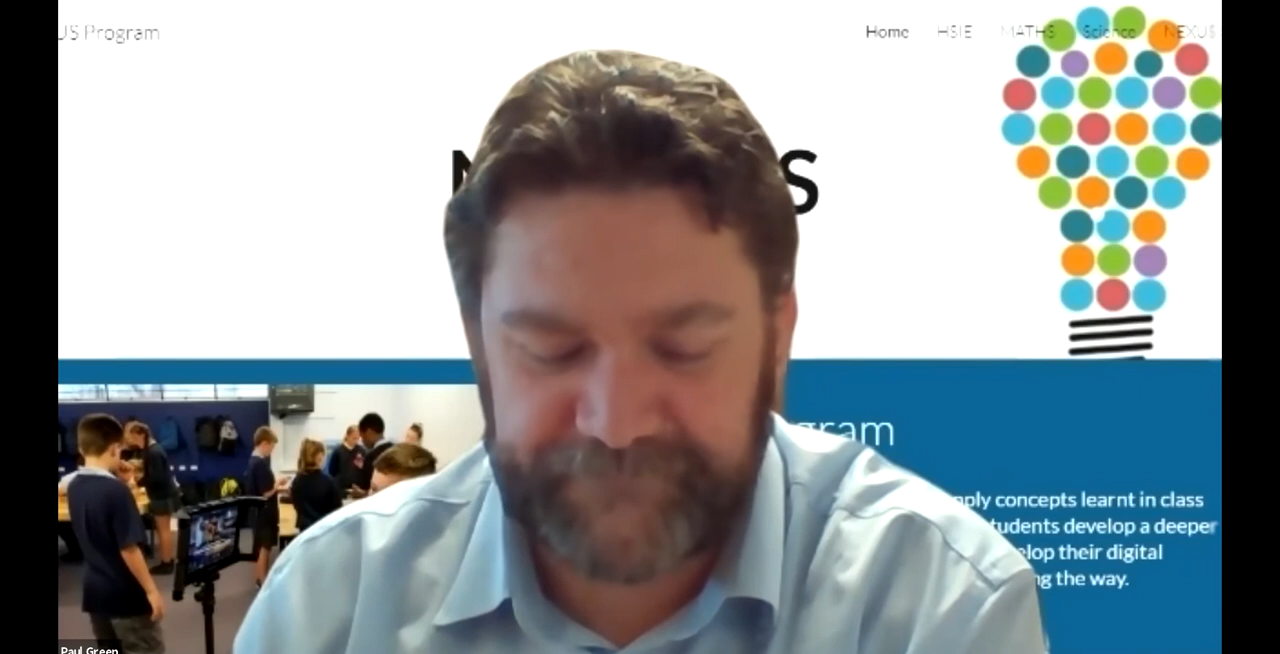 US Program
Home HSIE MATHS Science NEXUS
N S
gram
pply concepts learnt in class
tudents develop a deeper
elop their digital
ng the way.
Paul Green